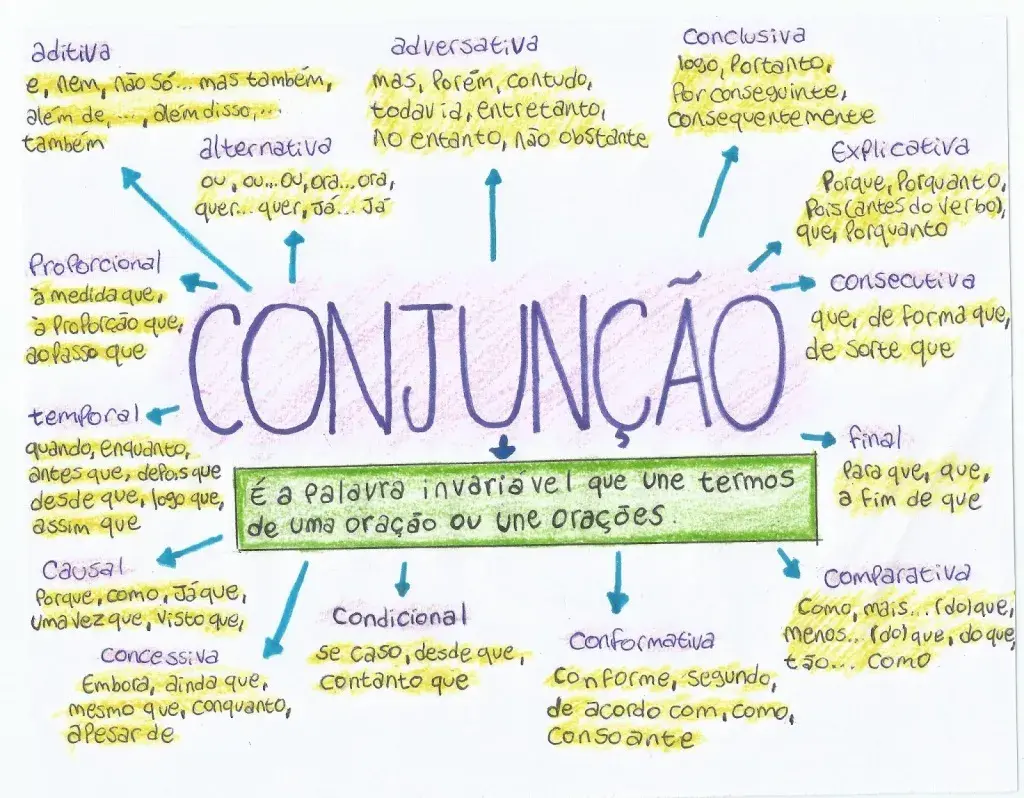 aditiva
e, nem, não só... mas também,
além de, ..., além disso, ..
também
adversativa
mas, porém, contudo,
todavia, entretanto,
no entanto, não obstante
conclusiva
logo, portanto,
por conseguinte,
consequentemente
alternativa
ou, ou...ou, ora...ora,
quer... quer, já... já
explicativa
Porque, porquanto,
pois (antes do verbo),
que, porquanto
Proporcional
à medida que,
à proporção que,
ao passo que
consecutiva
que, de forma que,
de sorte que
CONJUNÇÃO
temporal
quando, enquanto,
antes que, depois que
desde que, logo que,
assim que
final
para que, que,
a fim de que
É a palavra invariável que une termos
de uma oração ou une orações.
causal
Porque, como, já que,
uma vez que, visto que,
concessiva
Embora, ainda que,
mesmo que, conquanto,
apesar de
Condicional
se caso, desde que,
contanto que
conformativa
conforme, segundo,
de acordo com, como,
consoante
comparativa
Como, mais... (do) que,
menos... (do) que, do que,
tão... como